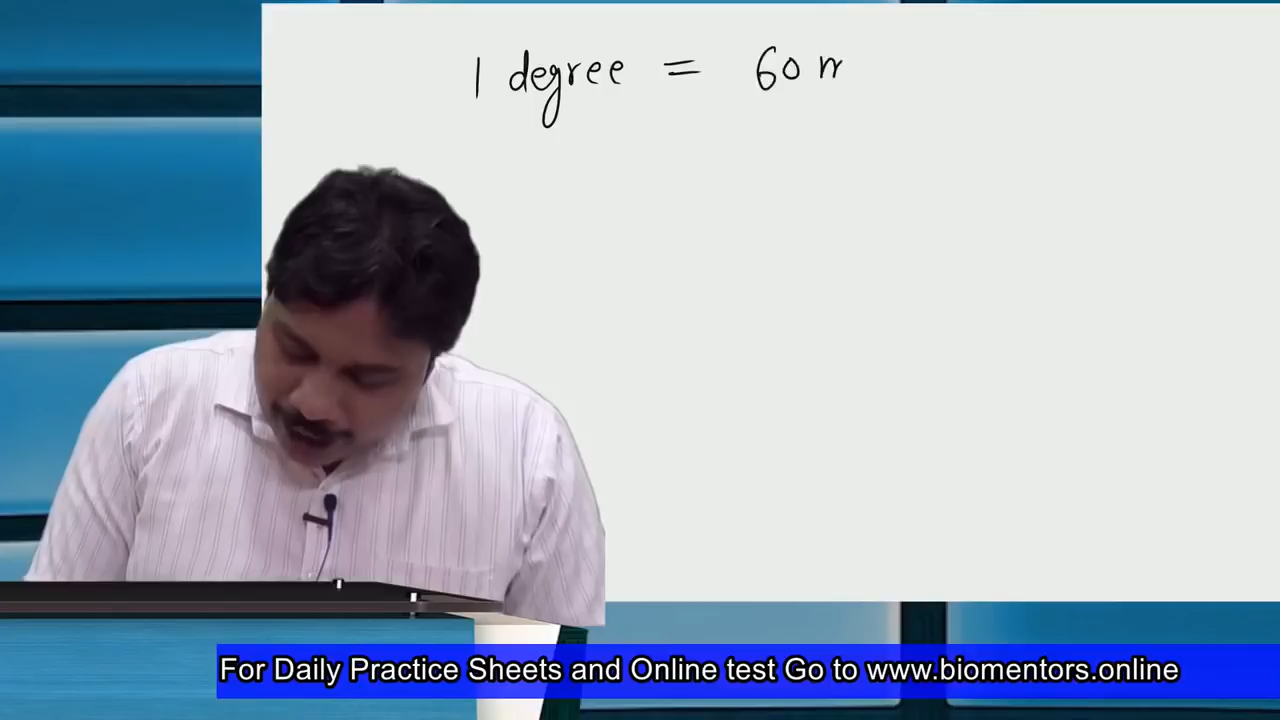 1 degree = 60 m
For Daily Practice Sheets and Online test Go to www.biomentors.online